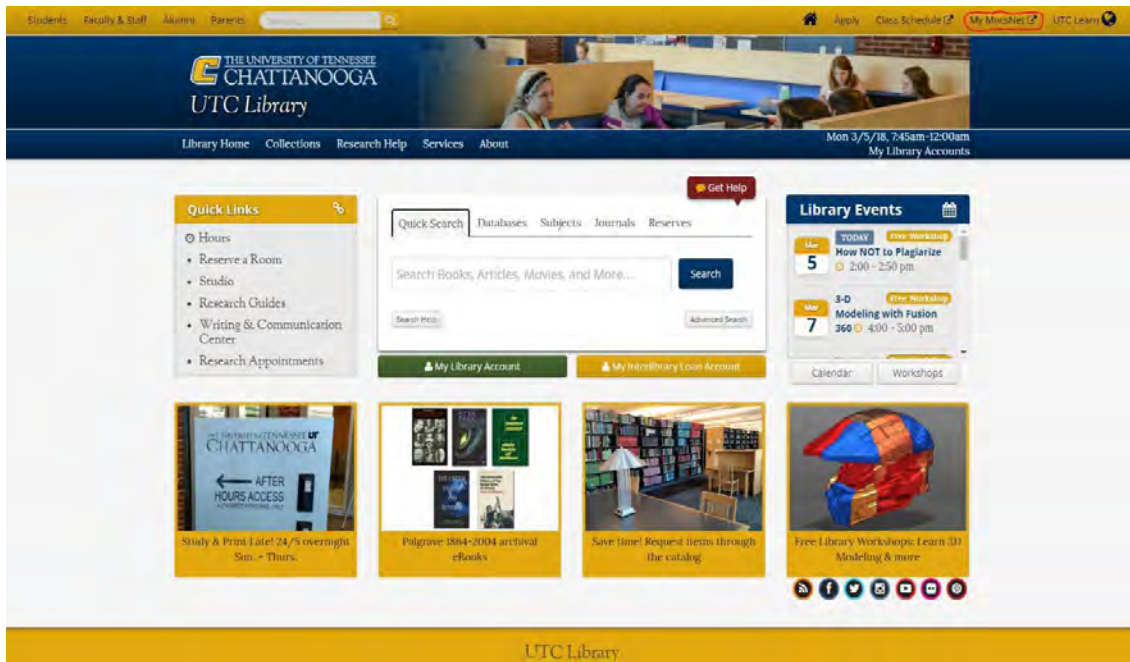 Students Faculty & Staff Alumni Parents
Apply Class Schedule My MocsNet UTC Learn
THE UNIVERSITY OF TENNESSEE
CHATTANOOGA
UTC Library
Library Home Collections Research Help Services About
Mon 3/5/18, 7:45am-12:00am
My Library Accounts
Get Help
Quick Links
Hours
Reserve a Room
Studio
Research Guides
Writing & Communication
Center
Research Appointments
Quick Search Databases Subjects Journals Reserves
Search Books, Articles, Movies, and More...
Search
Search Help
Advanced Search
My Library Account
My Interlibrary Loan Account
Library Events
Mar
5
TODAY Free Workshop
How NOT to Plagiarize
2:00 - 2:50 pm
Mar
7
3-D Free Workshop
Modeling with Fusion
360 4:00 - 5:00 pm
Calendar Workshops
THE UNIVERSITY of TENNESSEE UT
CHATTANOOGA
AFTER
HOURS ACCESS
Study & Print Late! 24/5 overnight
Sun. - Thurs.
Palgrave 1864-2004 archival
eBooks
Save time! Request items through
the catalog
Free Library Workshops: Learn 3D
Modeling & more
UTC Library